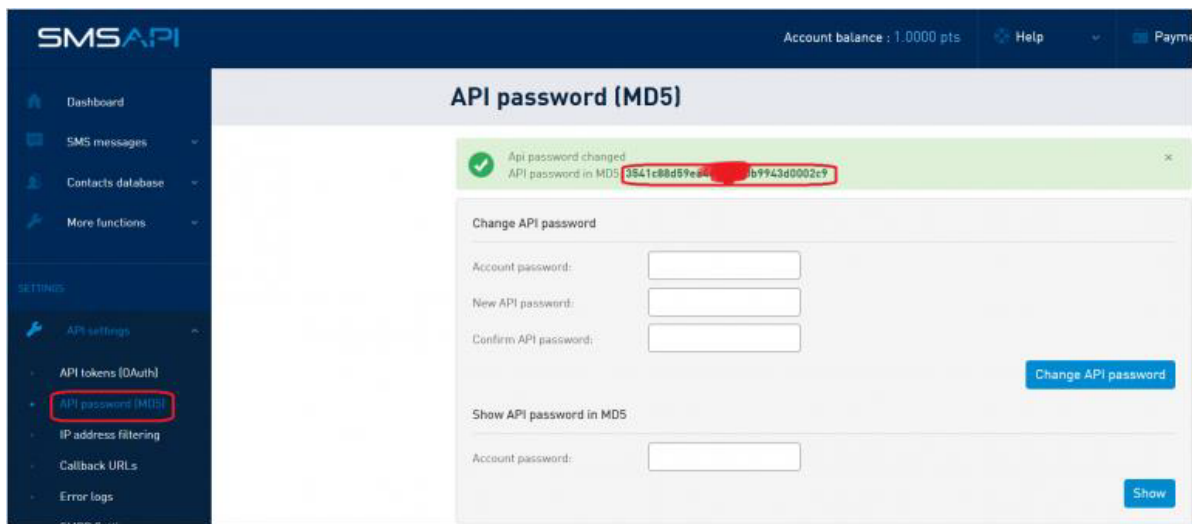 SMSAPI
Account balance : 1.0000 pts
Help
Payme
Dashboard
SMS messages
Contacts database
More functions
SETTINGS
API settings
API tokens (OAuth)
API password (MD5)
IP address filtering
Callback URLs
Error logs
API password (MD5)
Api password changed
API password in MD5
Change API password
Account password:
New API password:
Confirm API password:
Change API password
Show API password in MD5
Account password:
Show